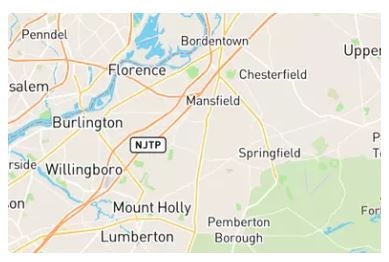 Penndel
Bordentown
Upper
Florence
Chesterfield
salem
Mansfield
Burlington
NJTP
Springfield
rside
Willingboro
on
Mount Holly
Pemberton
Borough
Lumberton
For
P
T